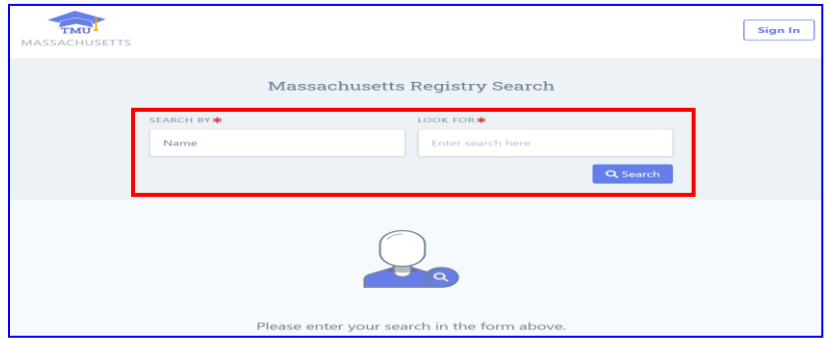 TMU
MASSACHUSETTS
Sign In
Massachusetts Registry Search
SEARCH BY✱ LOOK FOR✱
Name Enter search here
Search
Please enter your search in the form above.